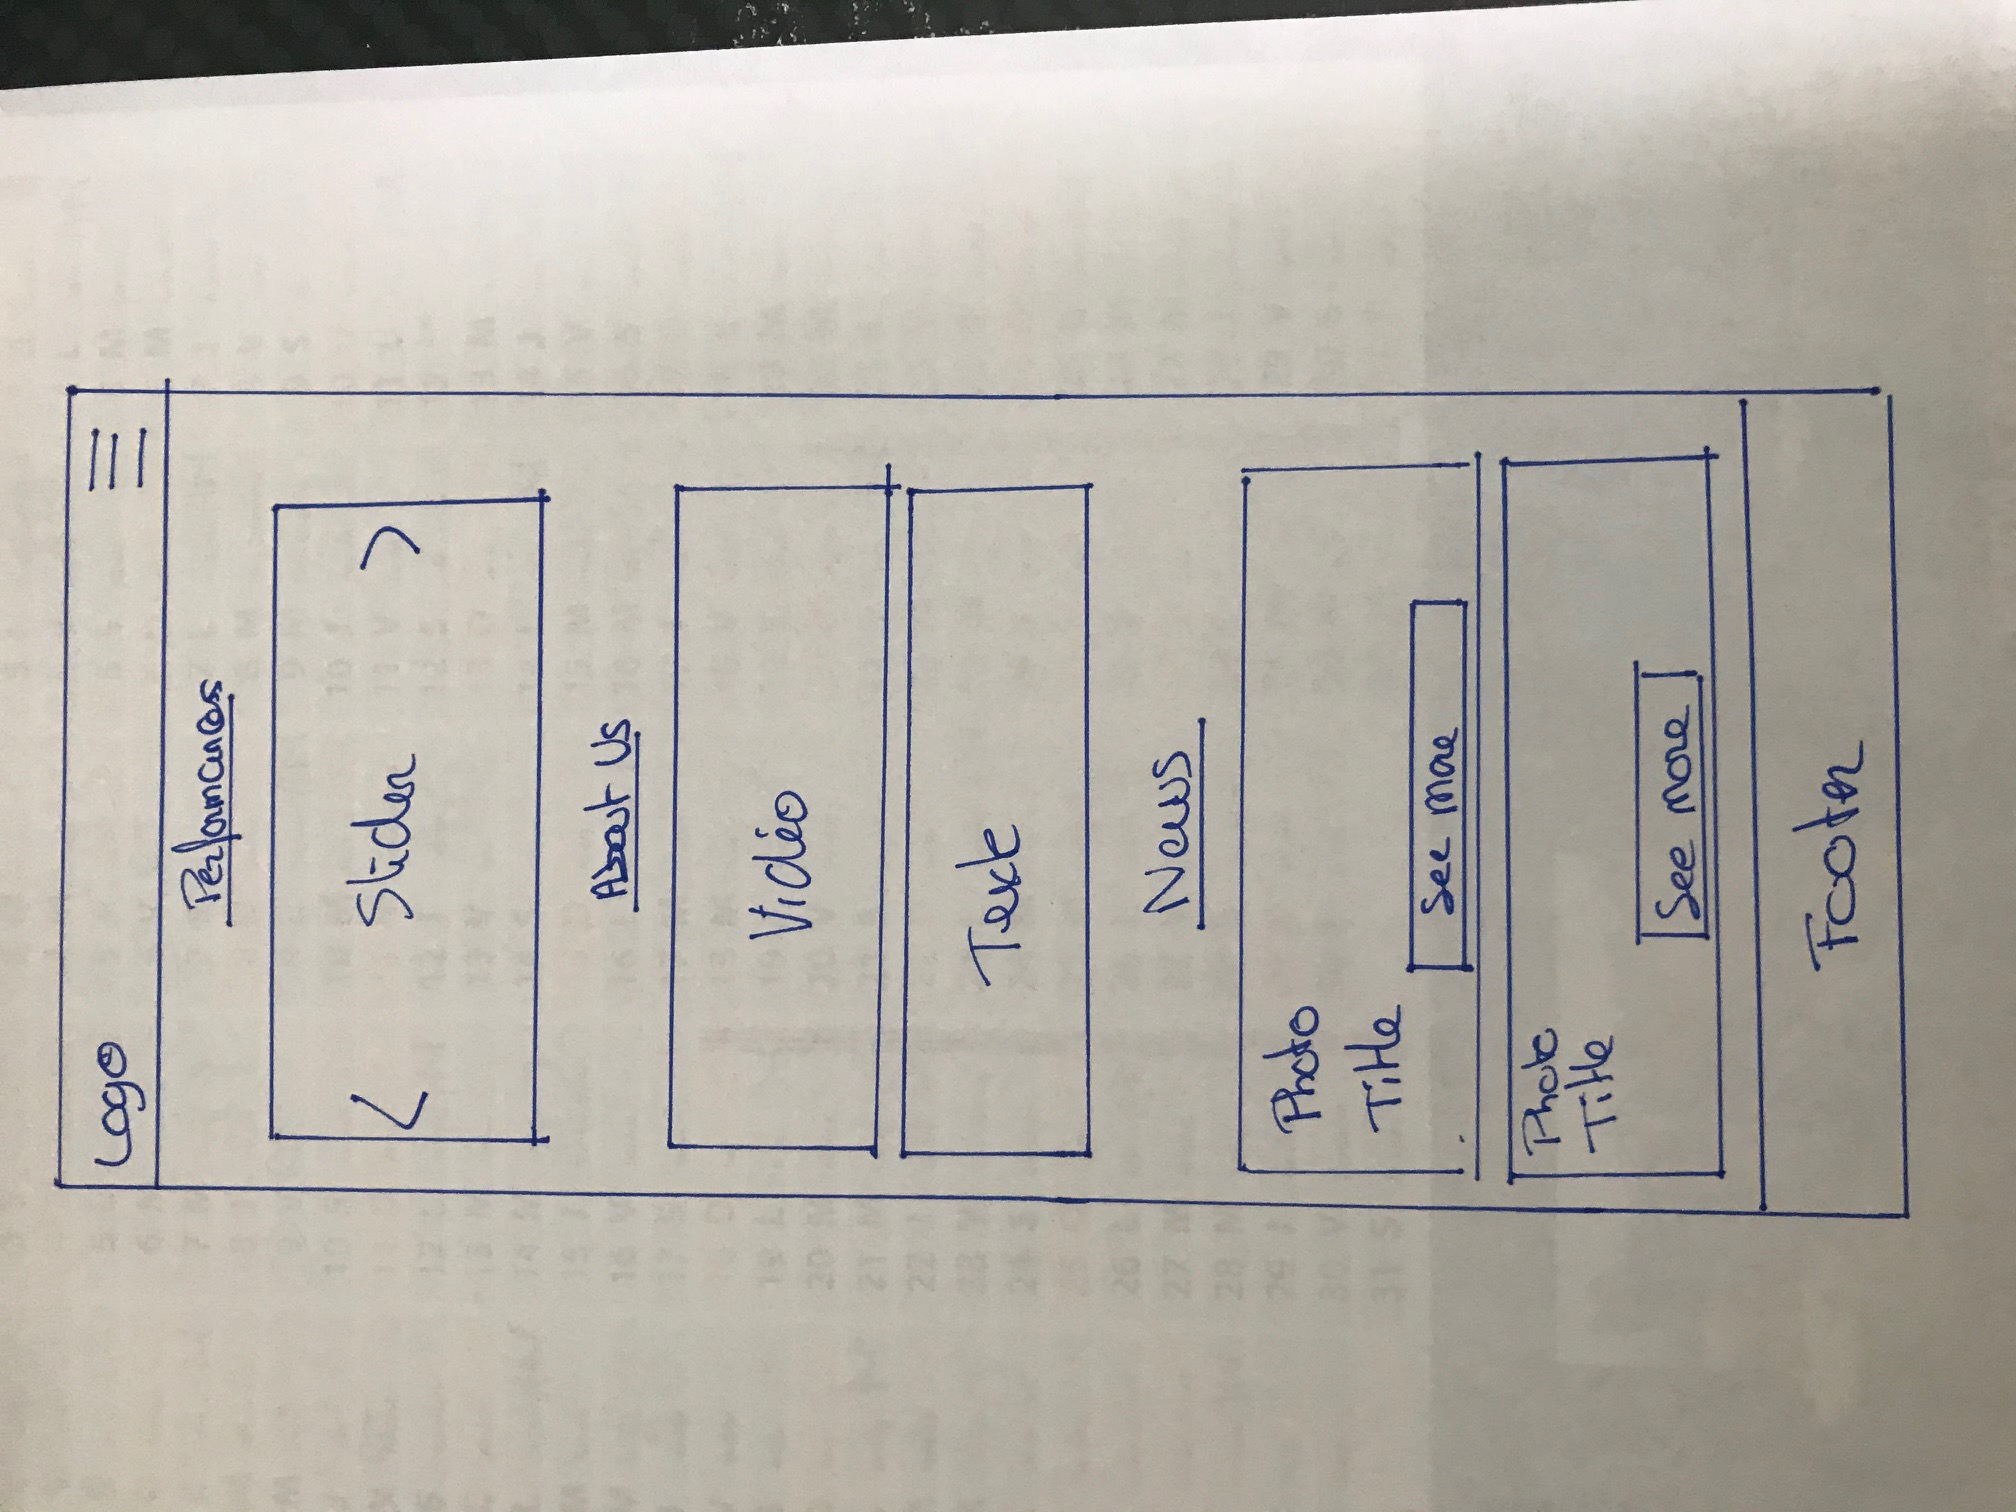 Logo
Performances
< Slider >
About Us
Vidéo
Texte
News
Photo
Title
See more
Photo
Title
See more
Footer